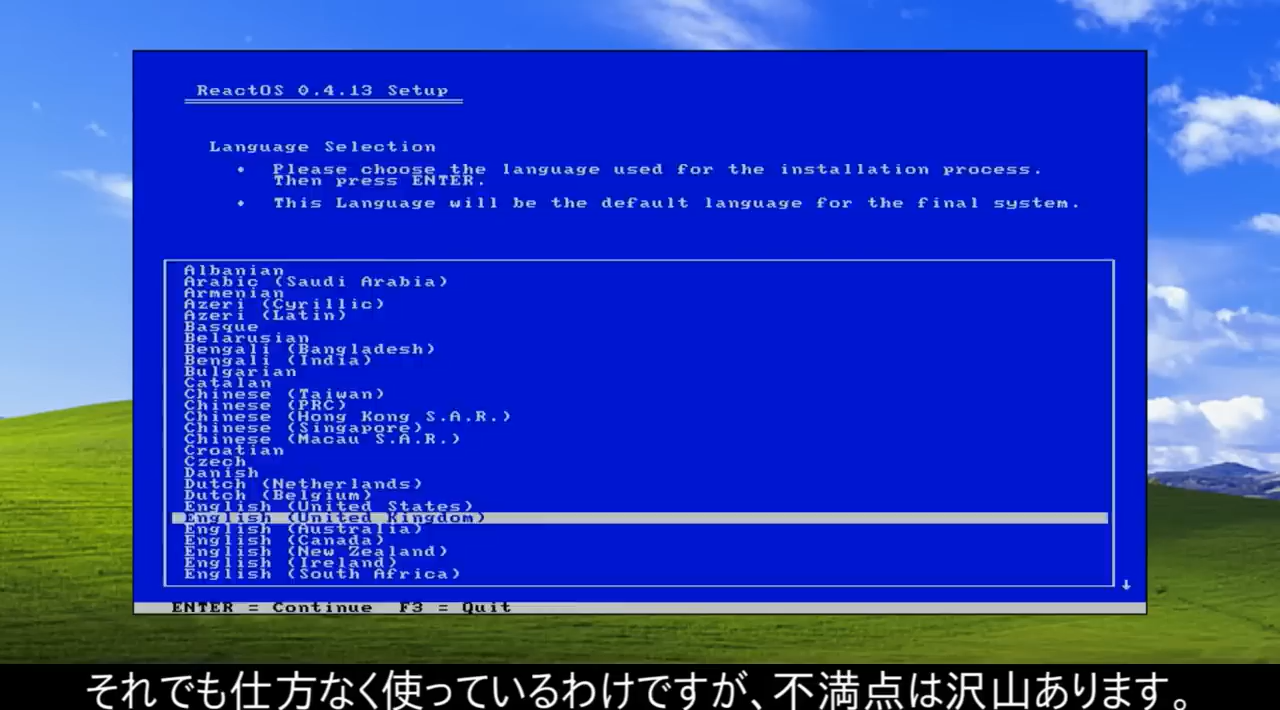 ReactOS 0.4.13 Setup
Language Selection
• Please choose the language used for the installation process.
Then press ENTER.
• This Language will be the default language for the final system.
Albanian
Arabic (Saudi Arabia)
Armenian
Azeri (Cyrillic)
Azeri (Latin)
Basque
Belarusian
Bengali (Bangladesh)
Bengali (India)
Bulgarian
Catalan
Chinese (Taiwan)
Chinese (PRC)
Chinese (Hong Kong S.A.R.)
Chinese (Singapore)
Chinese (Macau S.A.R.)
Croatian
Czech
Danish
Dutch (Netherlands)
Dutch (Belgium)
English (United States)
English (United Kingdom)
English (Australia)
English (Canada)
English (New Zealand)
English (Ireland)
English (South Africa)
ENTER = Continue F3 = Quit
それでも仕方なく使っているわけですが、不満点は沢山あります。